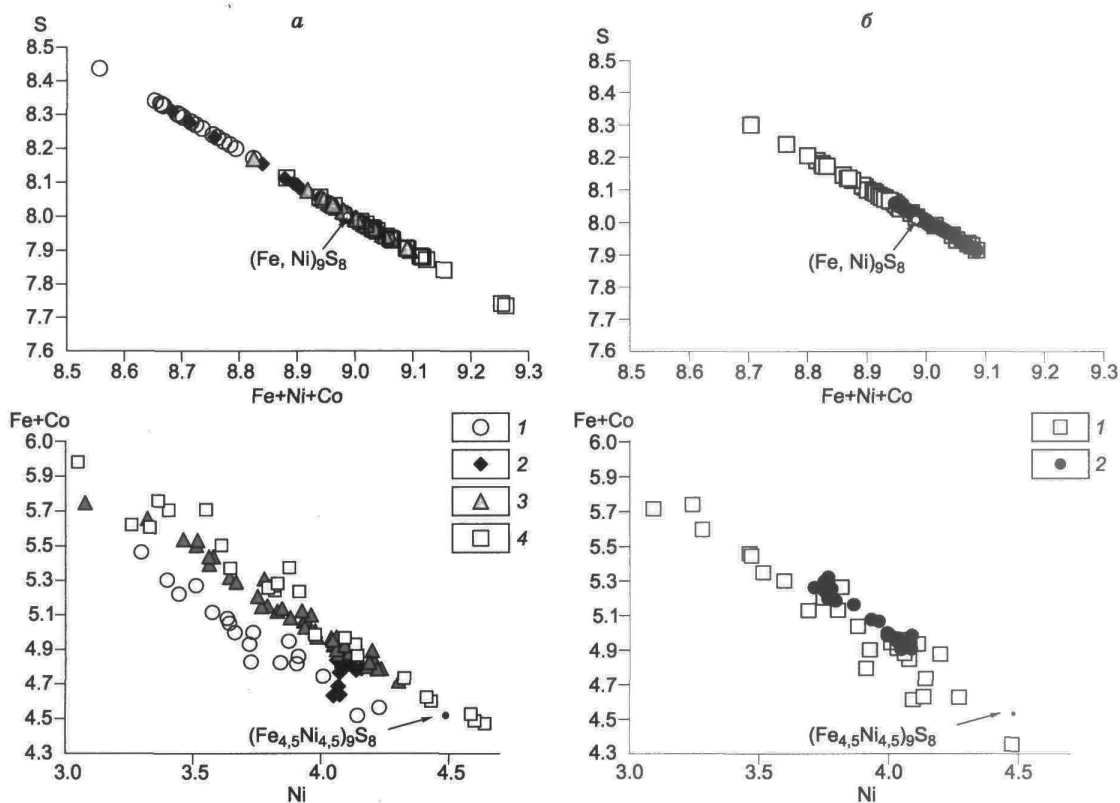 а
S
8.5
8.4
8.3
8.2
8.1
8.0
7.9
7.8
7.7
7.6
(Fe, Ni)₉S₈
8.5 8.6 8.7 8.8 8.9 9.0 9.1 9.2 9.3
Fe+Ni+Co
б
S
8.5
8.4
8.3
8.2
8.1
8.0
7.9
7.8
7.7
7.6
(Fe, Ni)₉S₈
8.5 8.6 8.7 8.8 8.9 9.0 9.1 9.2 9.3
Fe+Ni+Co
Fe+Co
6.0
5.9
5.7
5.5
5.3
5.1
4.9
4.7
4.5
4.3
1
2
3
4
(Fe₄,₅Ni₄,₅)₉S₈
3.0 3.5 4.0 4.5
Ni
Fe+Co
6.0
5.9
5.7
5.5
5.3
5.1
4.9
4.7
4.5
4.3
1
2
(Fe₄,₅Ni₄,₅)₉S₈
3.0 3.5 4.0 4.5
Ni